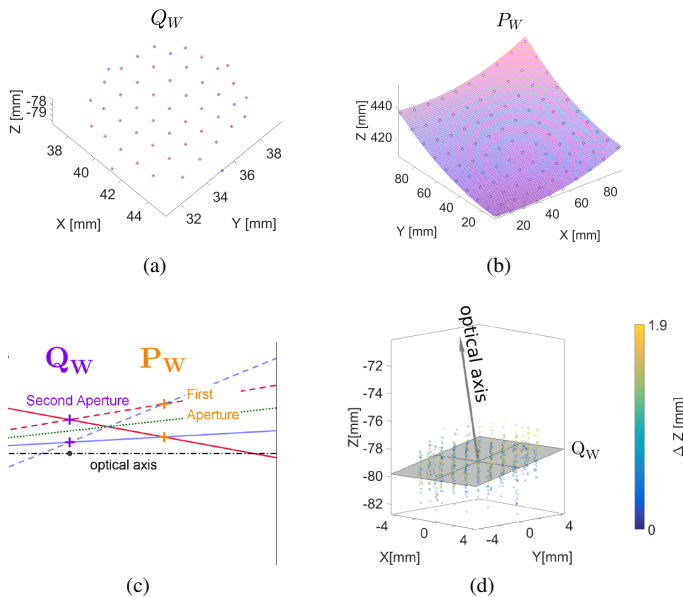 Q_W
Z [mm]
-78
-79
38
40
42
44
X [mm]
32
34
36
38
Y [mm]
(a)
P_W
Z [mm]
440
420
80
60
40
20
Y [mm]
20
40
60
80
X [mm]
(b)
Q_W
P_W
Second Aperture
First
Aperture
optical axis
(c)
optical axis
Z[mm]
-72
-74
-76
-78
-80
-82
Q_W
-4
0
4
X[mm]
-4
0
4
Y[mm]
1.9
0
Δ Z [mm]
(d)